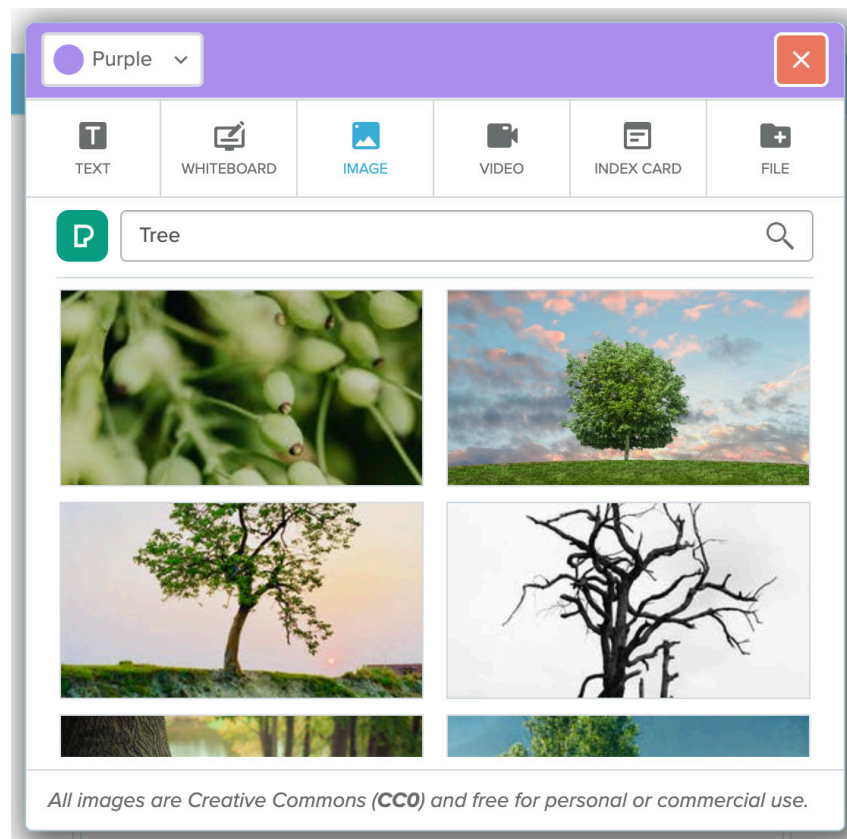 Purple
TEXT
WHITEBOARD
IMAGE
VIDEO
INDEX CARD
FILE
Tree
All images are Creative Commons (CC0) and free for personal or commercial use.